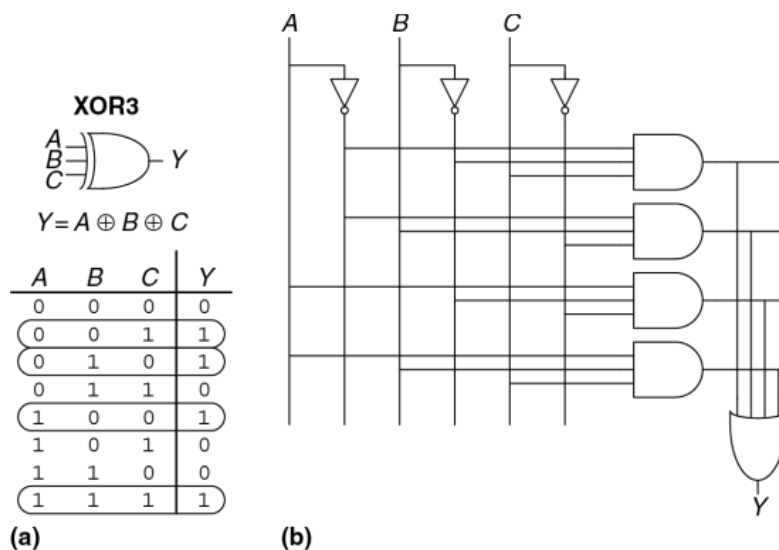 XOR3
A
B
C
Y
Y = A ⊕ B ⊕ C
A B C Y
0 0 0 0
0 0 1 1
0 1 0 1
0 1 1 0
1 0 0 1
1 0 1 0
1 1 0 0
1 1 1 1
(a)
A B C
Y
(b)